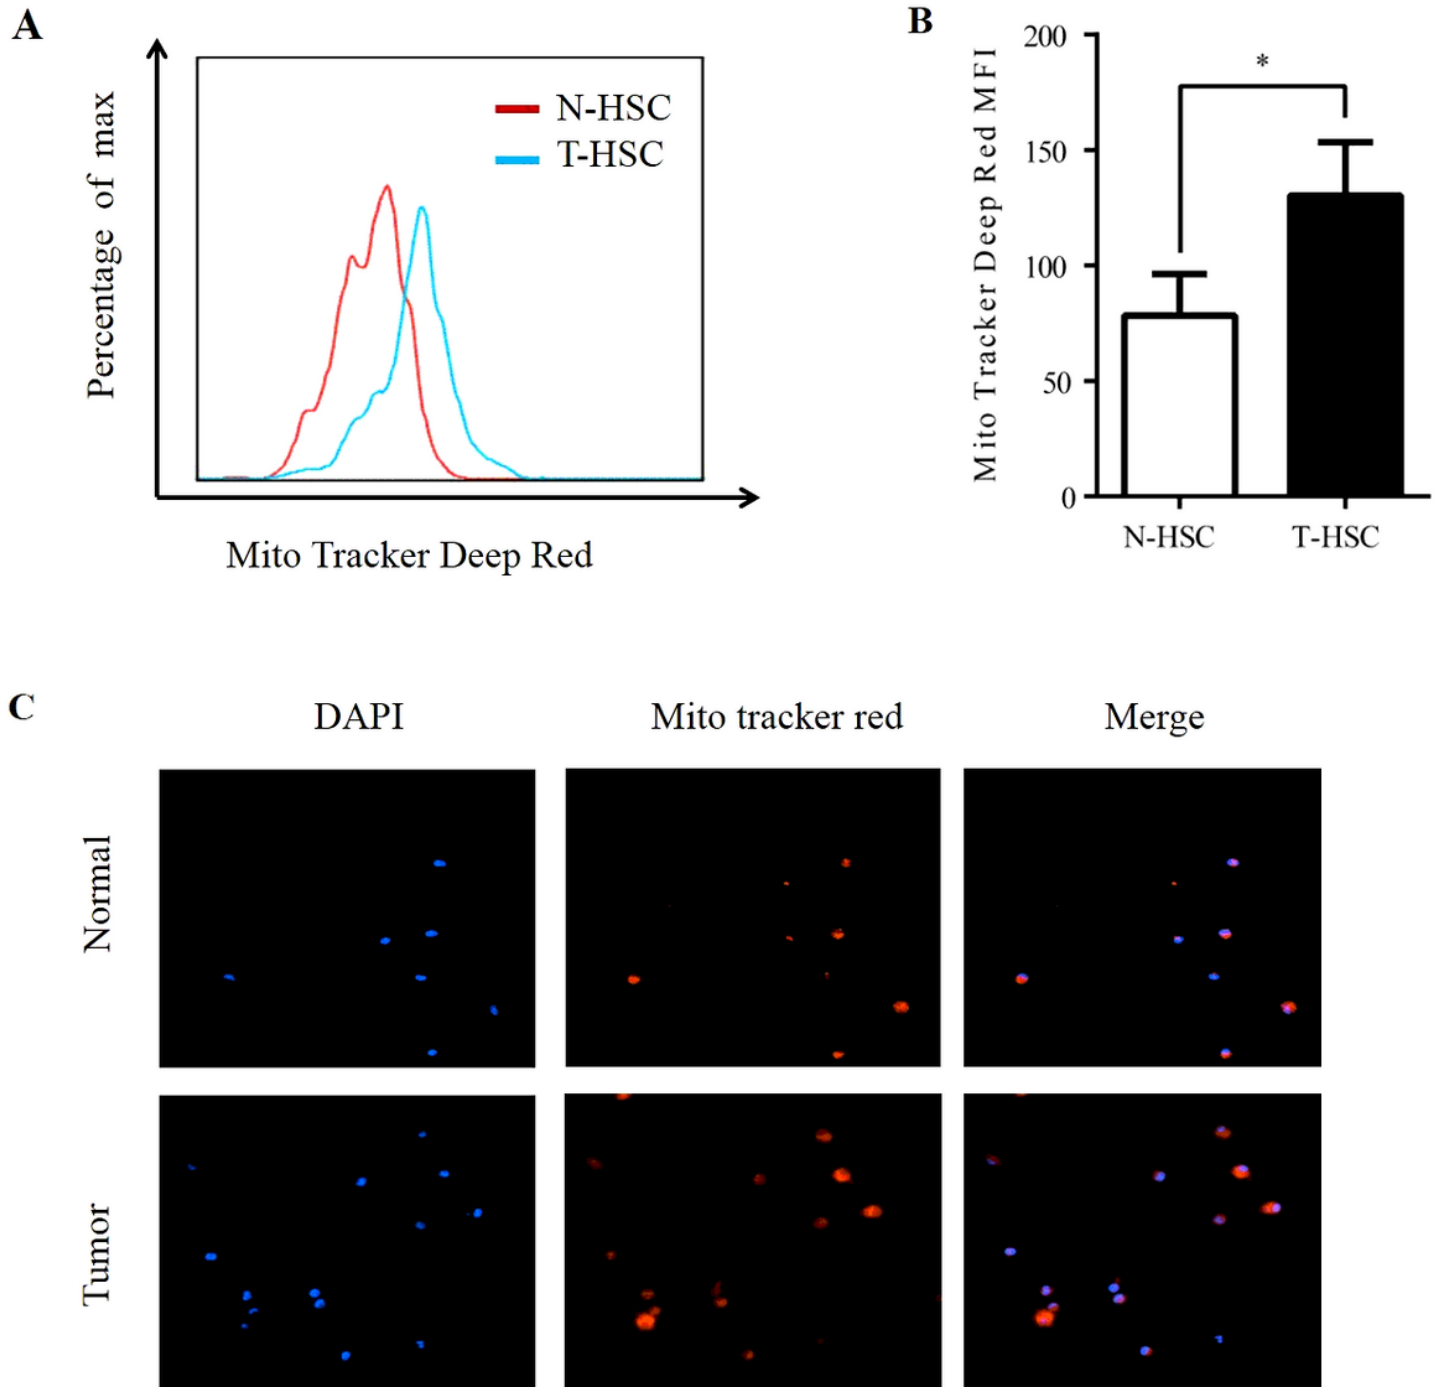 A
Percentage of max
N-HSC
T-HSC
Mito Tracker Deep Red
B
Mito Tracker Deep Red MFI
200
150
100
50
0
*
N-HSC
T-HSC
C
DAPI
Mito tracker red
Merge
Normal
Tumor